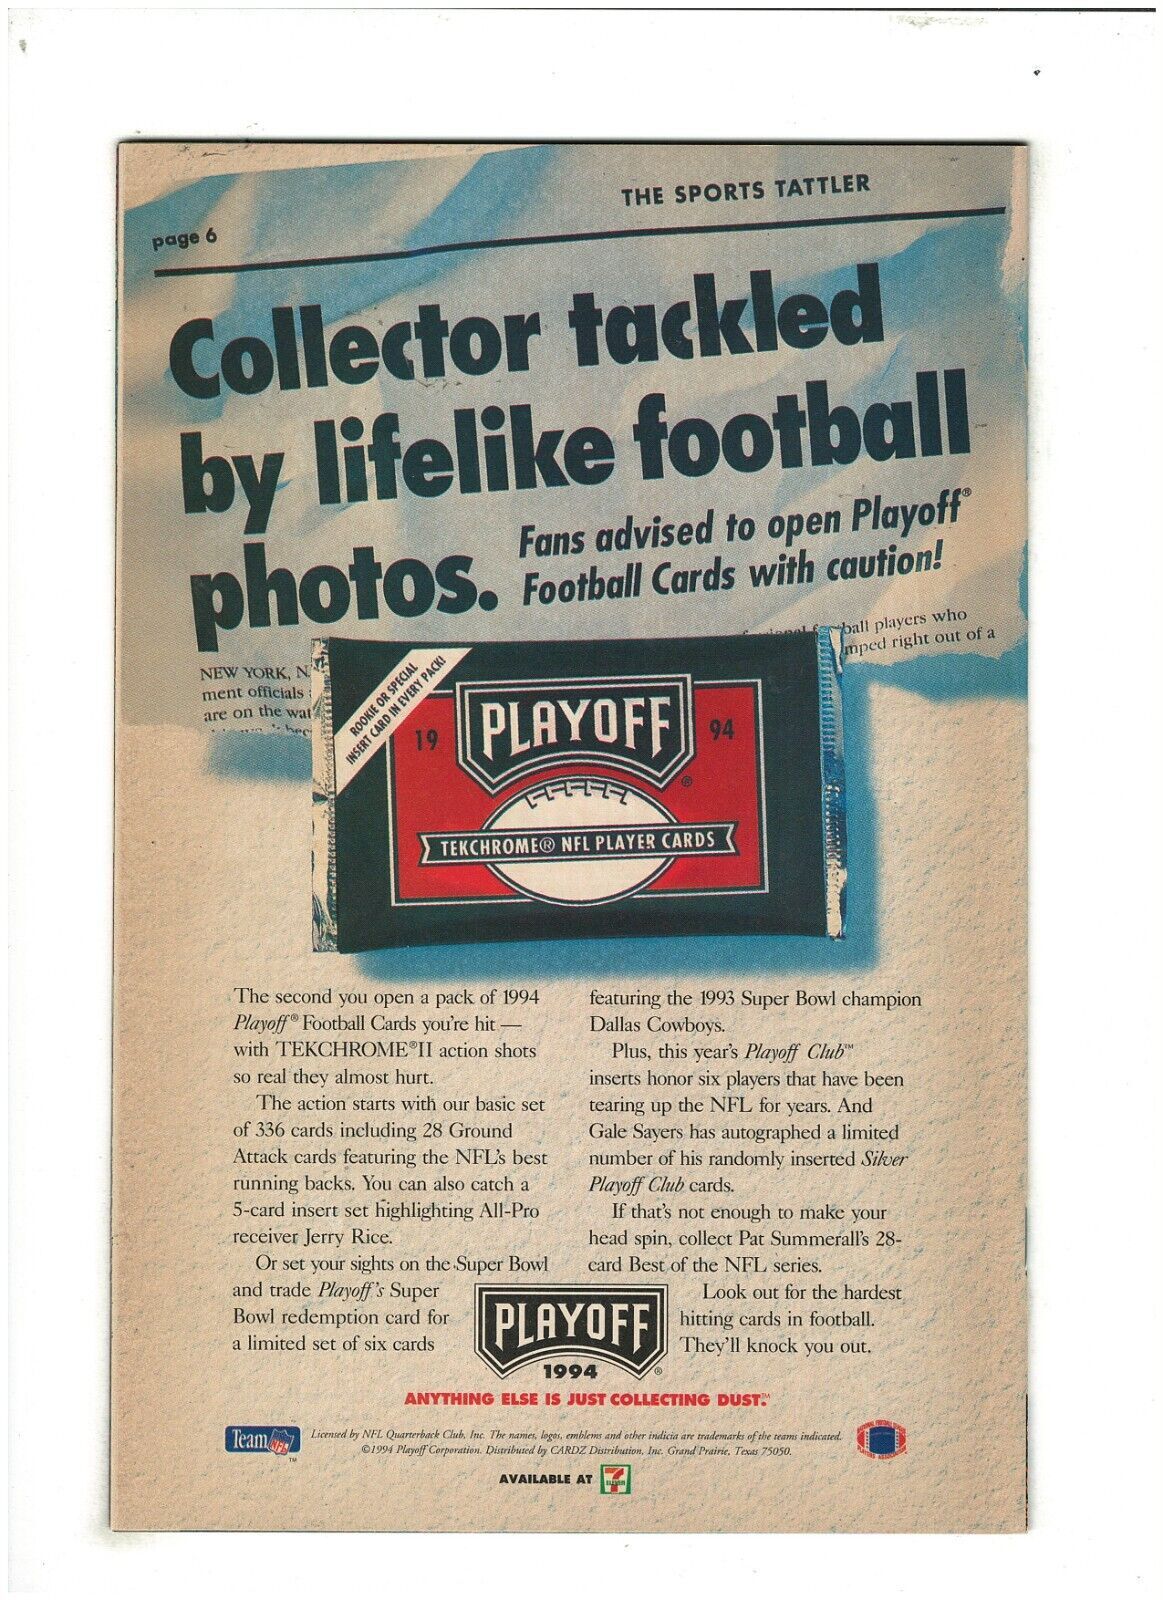 THE SPORTS TATTLER
page 6
Collector tackled
by lifelike football
photos.
Fans advised to open Playoff®
Football Cards with caution!
NEW YORK, N.
ment officials
are on the wat
ball players who
mped right out of a
ROOKIE OR SPECIAL
INSERT CARD IN EVERY PACK!
19 PLAYOFF® 94
TEKCHROME® NFL PLAYER CARDS
The second you open a pack of 1994
Playoff® Football Cards you're hit —
with TEKCHROME®II action shots
so real they almost hurt.
The action starts with our basic set
of 336 cards including 28 Ground
Attack cards featuring the NFL's best
running backs. You can also catch a
5-card insert set highlighting All-Pro
receiver Jerry Rice.
Or set your sights on the Super Bowl
and trade Playoff's Super
Bowl redemption card for
a limited set of six cards
featuring the 1993 Super Bowl champion
Dallas Cowboys.
Plus, this year's Playoff Club™
inserts honor six players that have been
tearing up the NFL for years. And
Gale Sayers has autographed a limited
number of his randomly inserted Silver
Playoff Club cards.
If that's not enough to make your
head spin, collect Pat Summerall's 28-
card Best of the NFL series.
Look out for the hardest
hitting cards in football.
They'll knock you out.
PLAYOFF
1994 ®
ANYTHING ELSE IS JUST COLLECTING DUST.™
Team NFL ™
Licensed by NFL Quarterback Club, Inc. The names, logos, emblems and other indicia are trademarks of the teams indicated.
©1994 Playoff Corporation. Distributed by CARDZ Distribution, Inc. Grand Prairie, Texas 75050.
AVAILABLE AT 7 ELEVEN